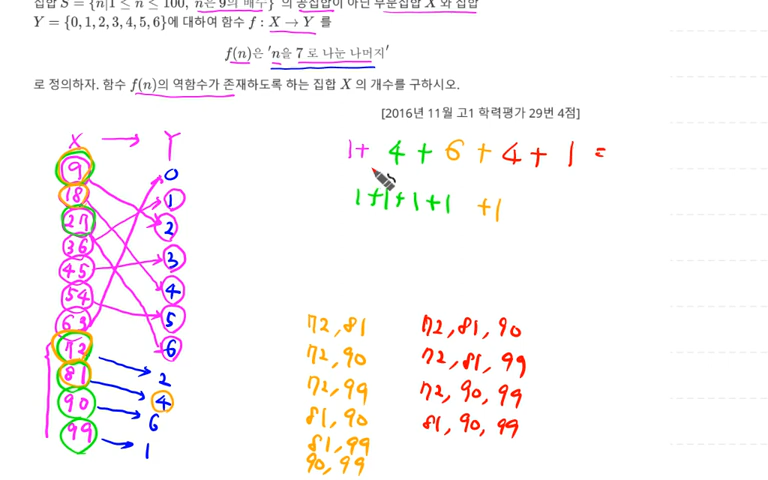 집합 S = {n|1 ≤ n ≤ 100, n은 9의 배수} 의 공집합이 아닌 부분집합 X 와 집합
Y = {0, 1, 2, 3, 4, 5, 6}에 대하여 함수 f : X → Y 를
f(n)은 'n을 7 로 나눈 나머지'
로 정의하자. 함수 f(n)의 역함수가 존재하도록 하는 집합 X 의 개수를 구하시오.
[2016년 11월 고1 학력평가 29번 4점]
X → Y
9
18
27
36
45
54
63
72
81
90
99
0
1
2
3
4
5
6
2
4
6
1
1 + 4 + 6 + 4 + 1 =
1+1+1+1 +1
72, 81
72, 90
72, 99
81, 90
81, 99
90, 99
72, 81, 90
72, 81, 99
72, 90, 99
81, 90, 99